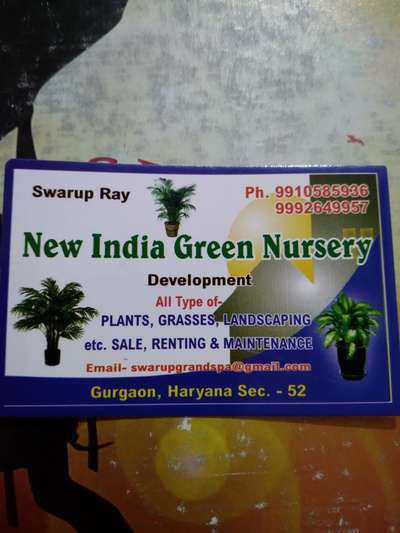 Swarup Ray
Ph. 9910585936
9992649957
New India Green Nursery
Development
All Type of-
PLANTS, GRASSES, LANDSCAPING
etc. SALE, RENTING & MAINTENANCE
Email- swarupgrandspa@gmail.com
Gurgaon, Haryana Sec. - 52